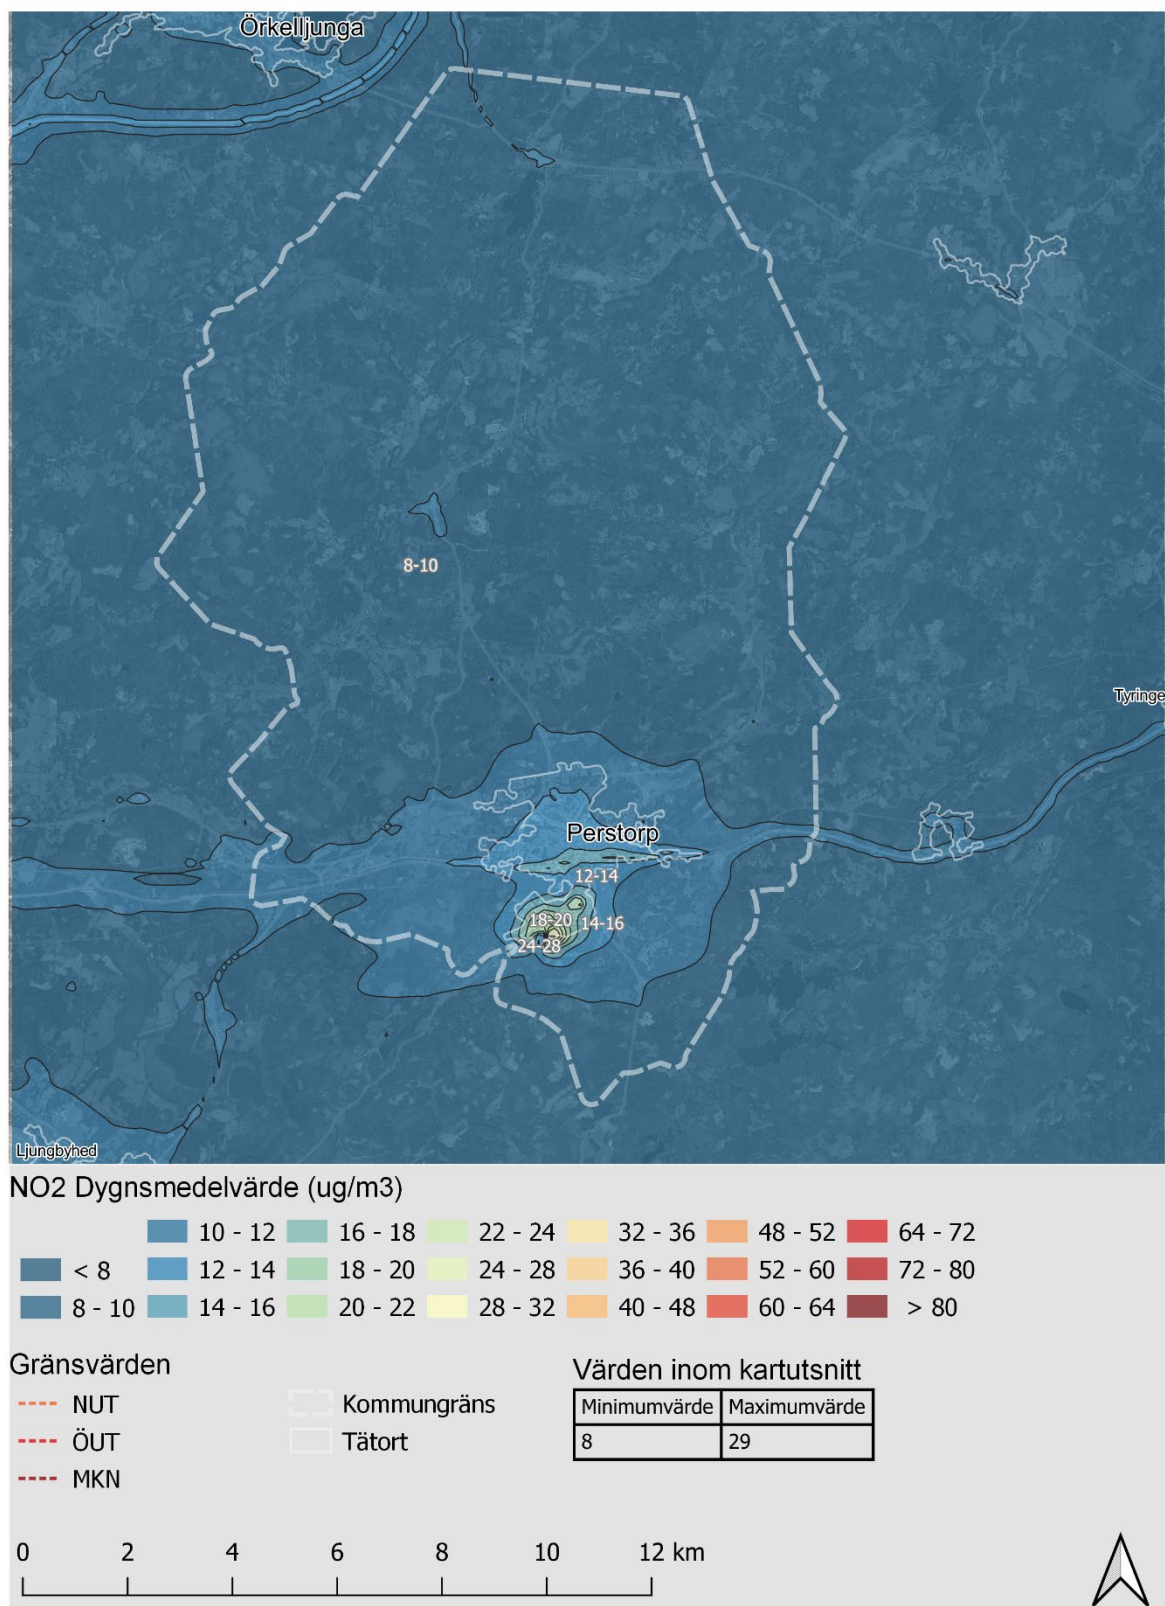 Örkelljunga
8-10
Tyringe
Perstorp
12-14
18-20
14-16
24-28
Ljungbyhed
NO2 Dygnsmedelvärde (ug/m3)
10 - 12 16 - 18 22 - 24 32 - 36 48 - 52 64 - 72
< 8 12 - 14 18 - 20 24 - 28 36 - 40 52 - 60 72 - 80
8 - 10 14 - 16 20 - 22 28 - 32 40 - 48 60 - 64 > 80
Gränsvärden
NUT
ÖUT
MKN
Kommungräns
Tätort
Värden inom kartutsnitt
Minimumvärde Maximumvärde
8 29
0 2 4 6 8 10 12 km